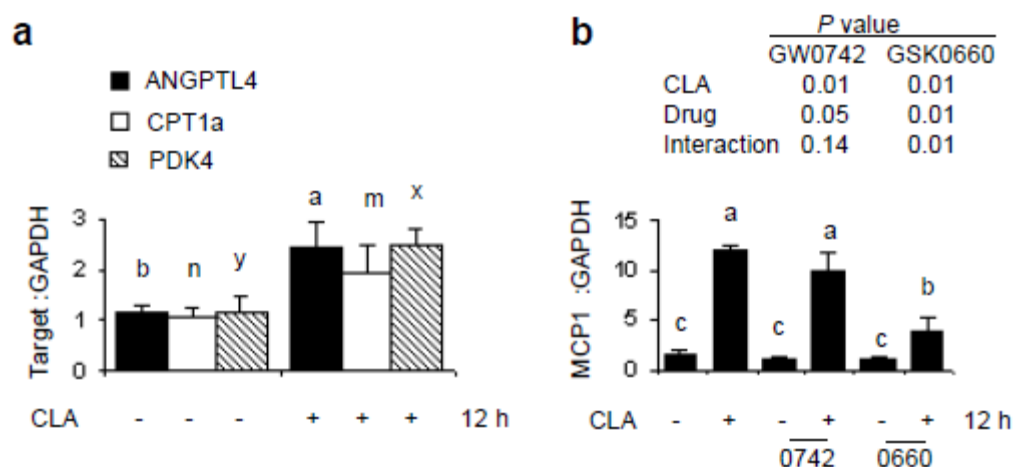 a
ANGPTL4
CPT1a
PDK4
Target :GAPDH
3
2
1
0
b n y a m x
CLA - - - + + + 12 h
b
P value
GW0742 GSK0660
CLA 0.01 0.01
Drug 0.05 0.01
Interaction 0.14 0.01
MCP1 :GAPDH
15
10
5
0
c a c a c b
CLA - + - + - + 12 h
0742 0660